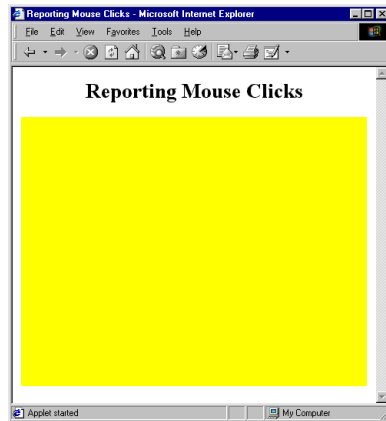 Reporting Mouse Clicks - Microsoft Internet Explorer
File Edit View Favorites Tools Help
Reporting Mouse Clicks
Applet started
My Computer